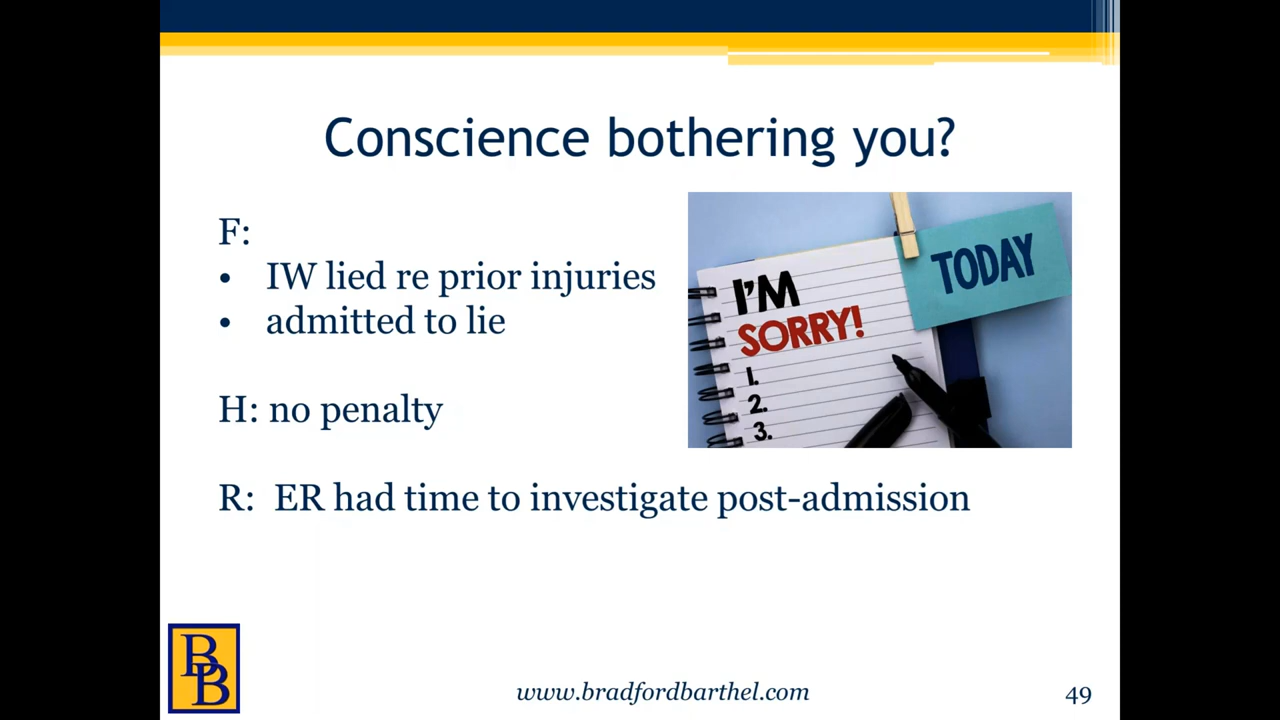 Conscience bothering you?
F:
• IW lied re prior injuries
• admitted to lie
H: no penalty
R: ER had time to investigate post-admission
I'M
SORRY!
1.
2.
3.
TODAY
BB
www.bradfordbarthel.com
49